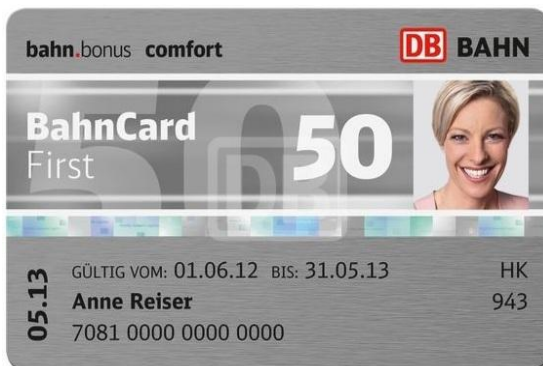 bahn.bonus comfort
DB BAHN
BahnCard
First
50
DB
05.13
GÜLTIG VOM: 01.06.12 BIS: 31.05.13
HK
Anne Reiser
943
7081 0000 0000 0000